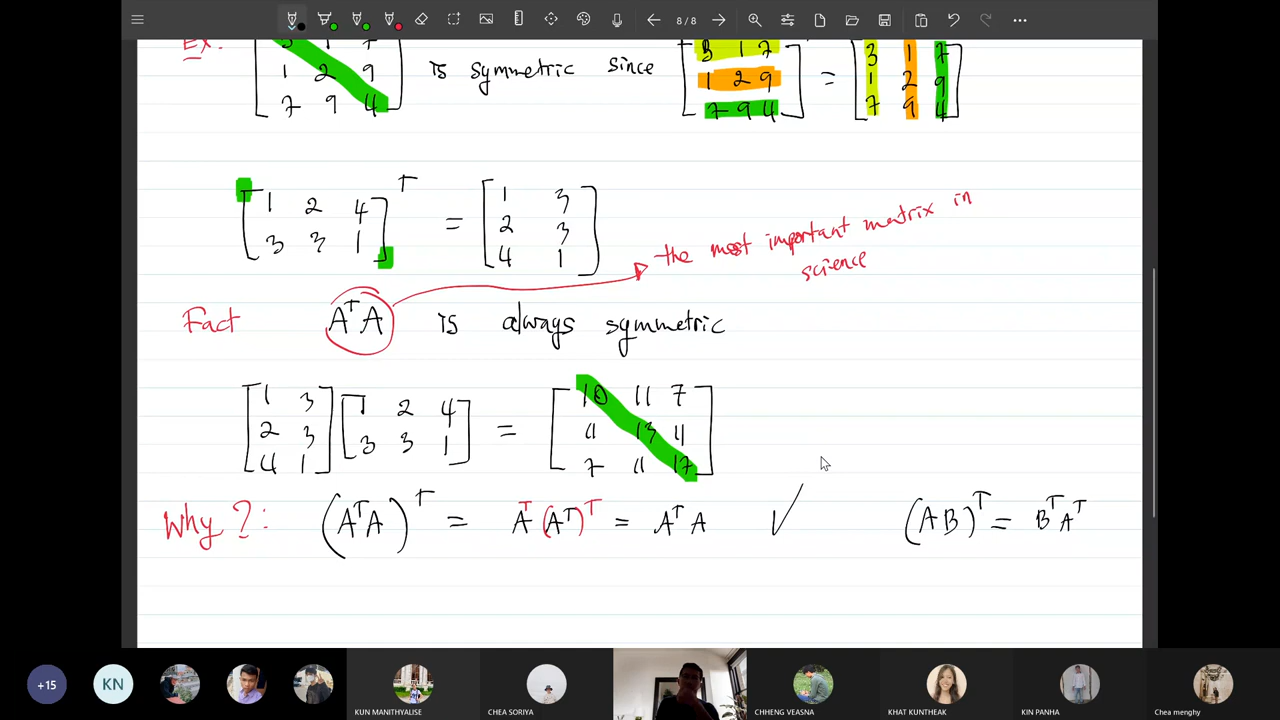 8 / 8
Ex:
3 1 7
1 2 9
7 9 4
is symmetric since
3 1 7
1 2 9
7 9 4
=
3 1 7
1 2 9
7 9 4
[1 2 4
3 3 1]ᵀ
=
[1 3
2 3
4 1]
the most important matrix in
science
Fact AᵀA is always symmetric
[1 3
2 3
4 1]
[1 2 4
3 3 1]
=
[10 11 7
11 13 11
7 11 17]
Why ?: (AᵀA)ᵀ = Aᵀ(Aᵀ)ᵀ = AᵀA ✓ (AB)ᵀ = BᵀAᵀ
+15
KN
KUN MANITHYALISE
CHEA SORIYA
CHHENG VEASNA
KHAT KUNTHEAK
KIN PANHA
Chea menghy